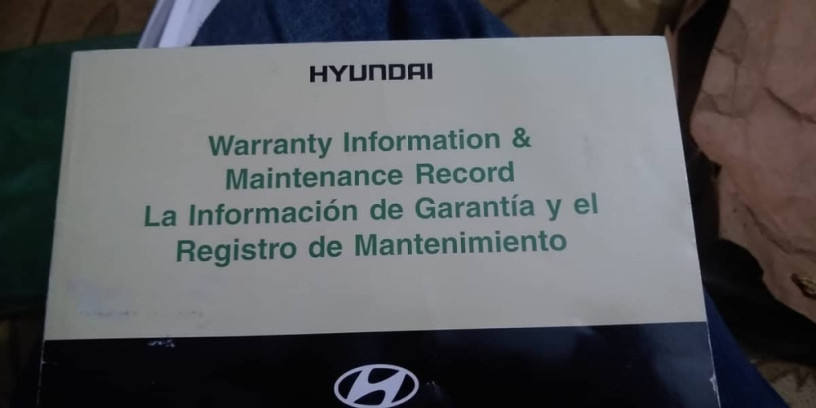 HYUNDAI
Warranty Information &
Maintenance Record
La Información de Garantía y el
Registro de Mantenimiento